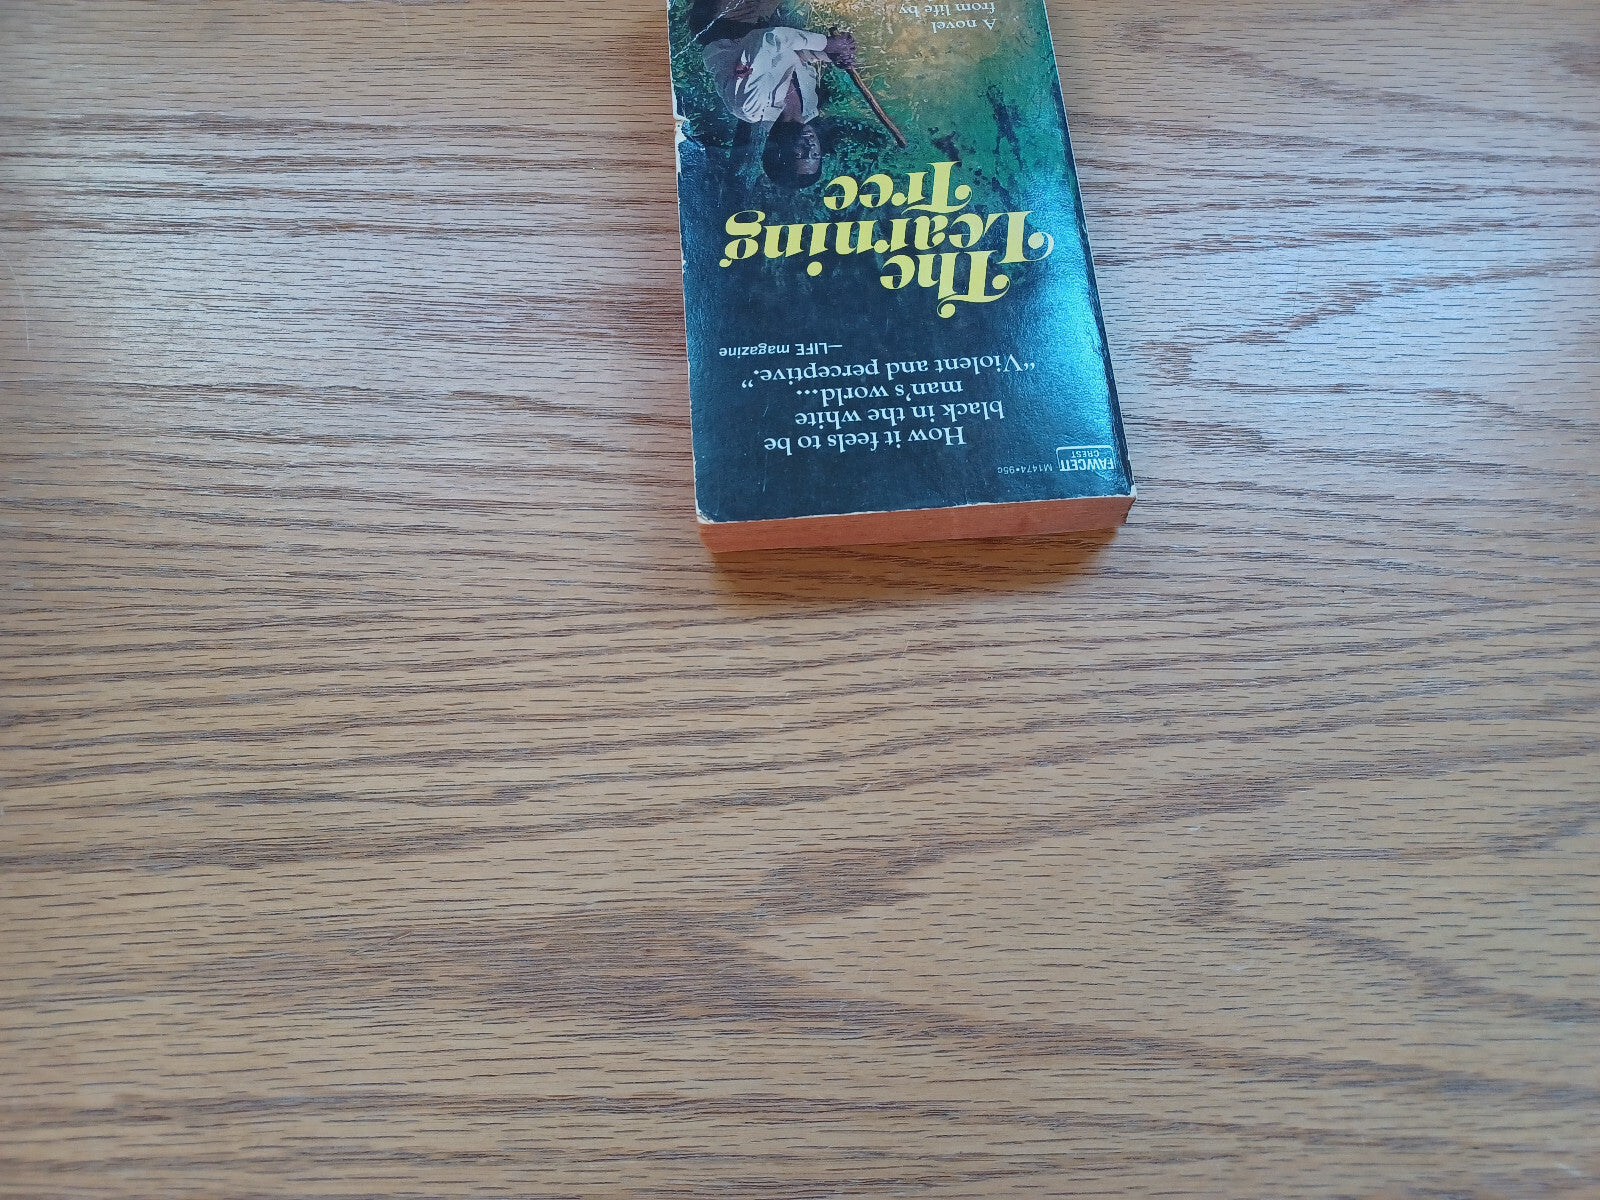 FAWCETT
CREST
M1474•95c
How it feels to be
black in the white
man's world....
"Violent and perceptive."
—LIFE magazine
The
Learning
Tree
A novel
from life by